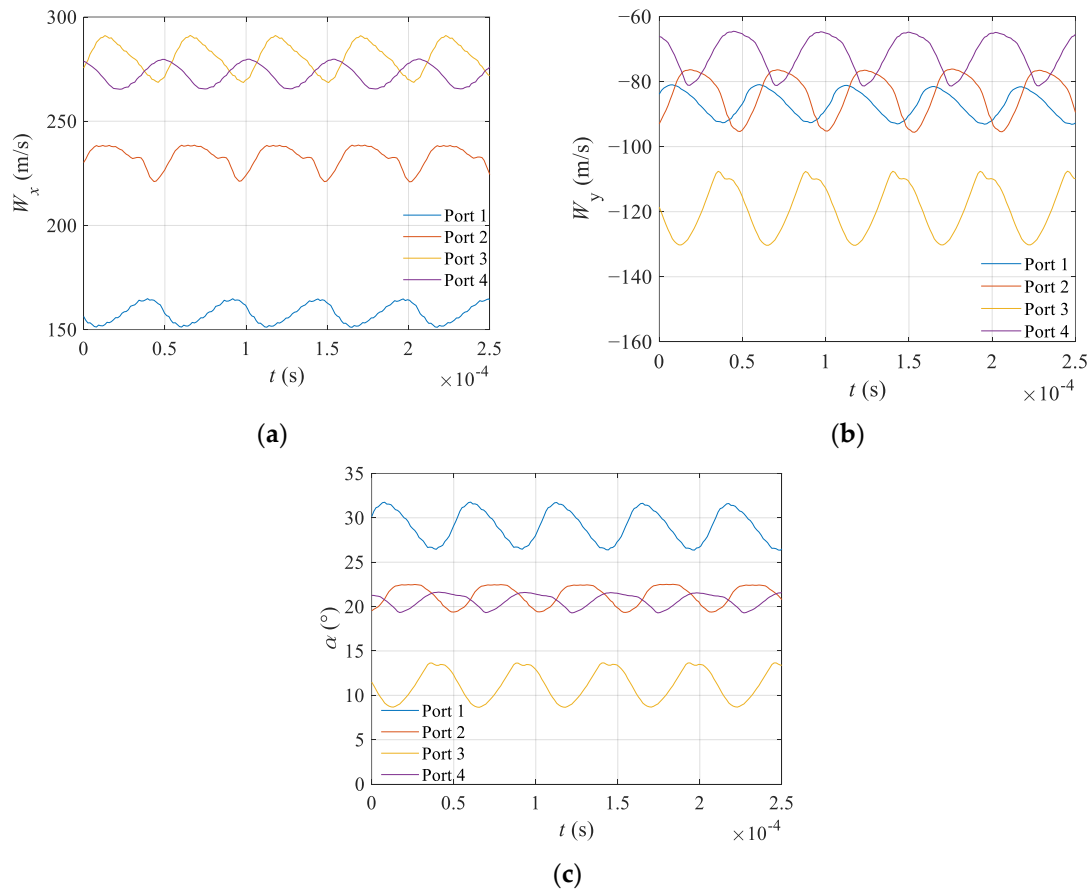 300
250
200
150
W_x (m/s)
Port 1
Port 2
Port 3
Port 4
0 0.5 1 1.5 2 2.5
t (s)
×10^-4
(a)
−60
−80
−100
−120
−140
−160
W_y (m/s)
Port 1
Port 2
Port 3
Port 4
0 0.5 1 1.5 2 2.5
t (s)
×10^-4
(b)
35
30
25
20
15
10
5
0
α (°)
Port 1
Port 2
Port 3
Port 4
0 0.5 1 1.5 2 2.5
t (s)
×10^-4
(c)